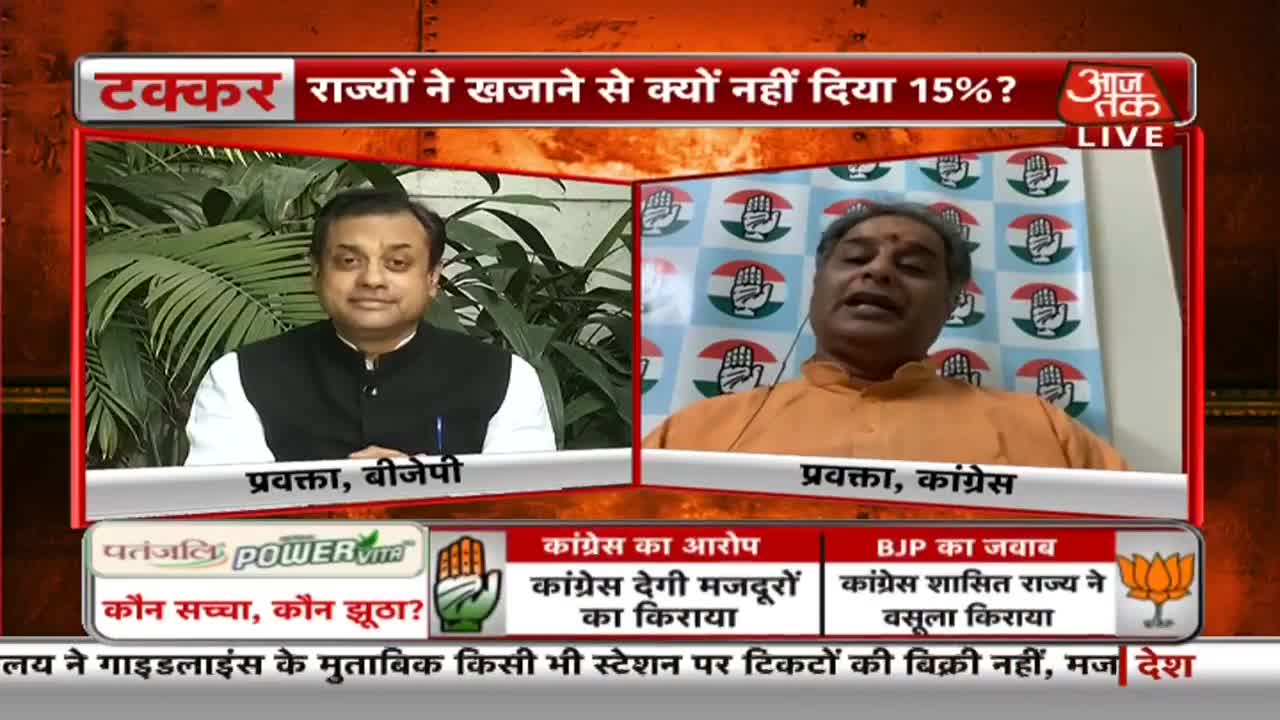 टक्कर
राज्यों ने खजाने से क्यों नहीं दिया 15%?
आज
तक
LIVE
प्रवक्ता, बीजेपी
प्रवक्ता, कांग्रेस
पतंजलि
POWER VITA
कौन सच्चा, कौन झूठा?
कांग्रेस का आरोप
कांग्रेस देगी मजदूरों
का किराया
BJP का जवाब
कांग्रेस शासित राज्य ने
वसूला किराया
लय ने गाइडलाइंस के मुताबिक किसी भी स्टेशन पर टिकटों की बिक्री नहीं, मज
देश